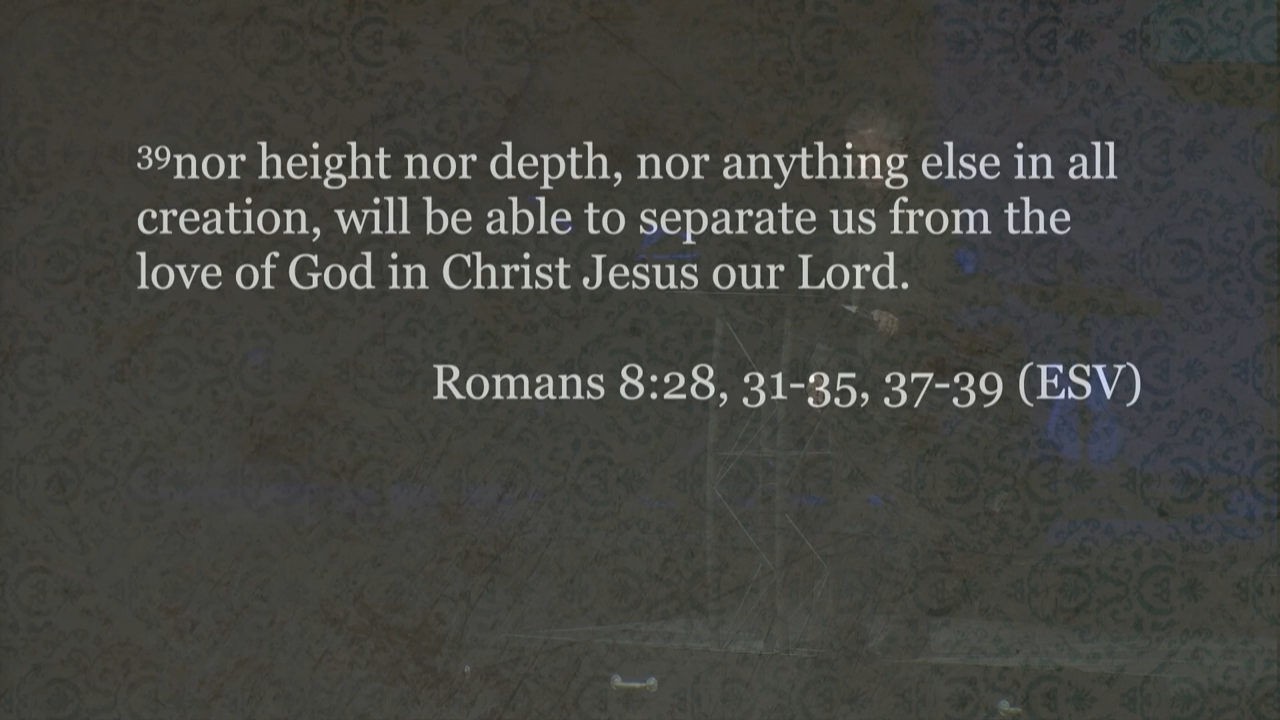 39nor height nor depth, nor anything else in all
creation, will be able to separate us from the
love of God in Christ Jesus our Lord.
Romans 8:28, 31-35, 37-39 (ESV)